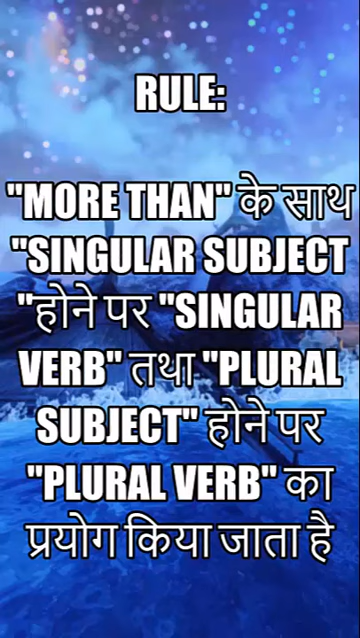 RULE:
"MORE THAN" के साथ
"SINGULAR SUBJECT
"होने पर "SINGULAR
VERB" तथा "PLURAL
SUBJECT" होने पर
"PLURAL VERB" का
प्रयोग किया जाता है